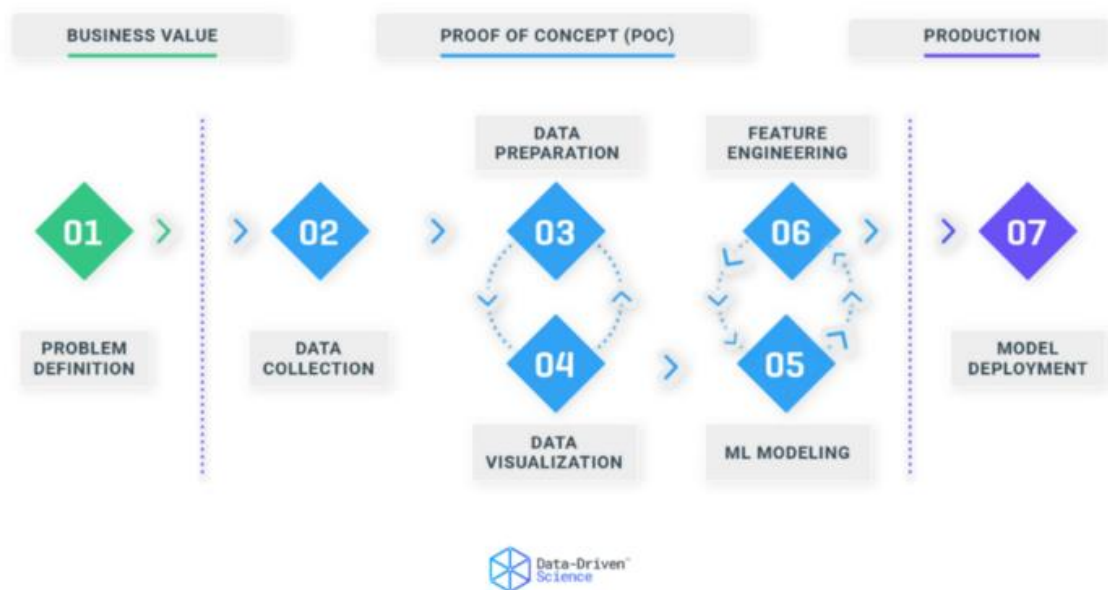 BUSINESS VALUE
PROOF OF CONCEPT (POC)
PRODUCTION
DATA
PREPARATION
FEATURE
ENGINEERING
01
02
03
06
07
04
05
PROBLEM
DEFINITION
DATA
COLLECTION
MODEL
DEPLOYMENT
DATA
VISUALIZATION
ML MODELING
Data-Driven™
Science